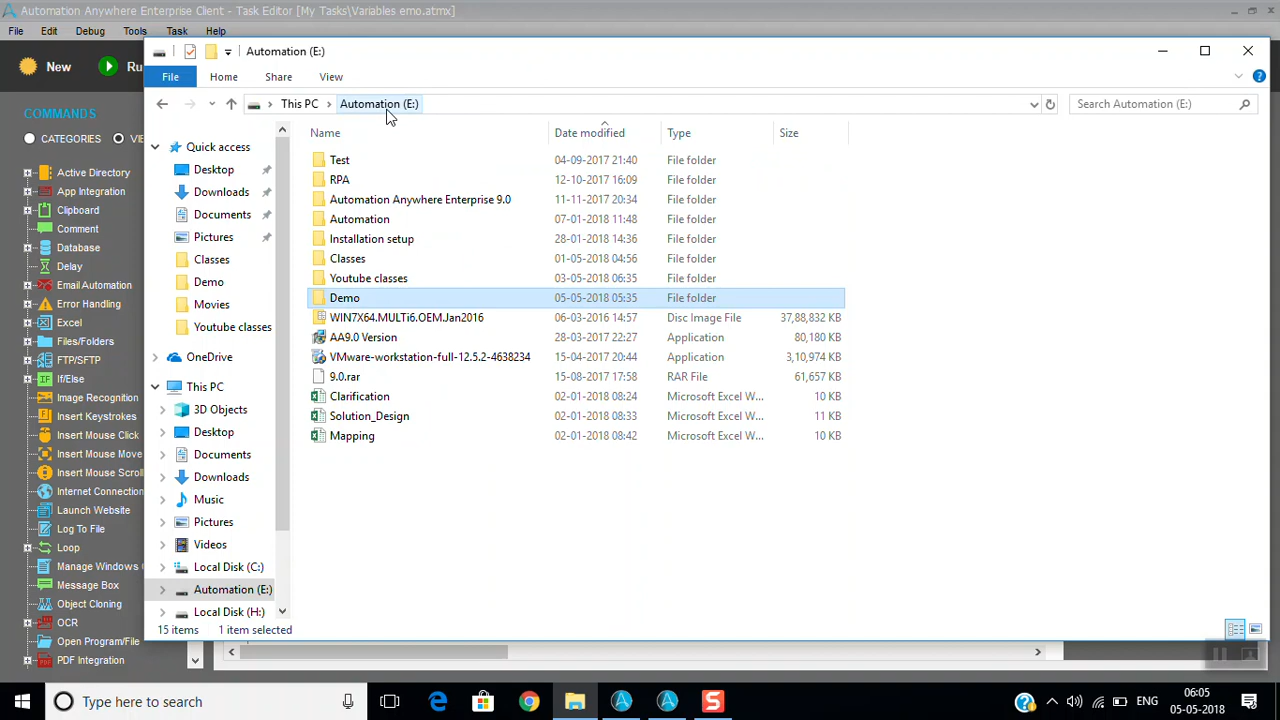 Automation Anywhere Enterprise Client - Task Editor [My Tasks\Variables erno.atmx]
File Edit Debug Tools Task Help
New
Ru
COMMANDS
CATEGORIES
VIE
Active Directory
App Integration
Clipboard
Comment
Database
Delay
Email Automation
Error Handling
Excel
Files/Folders
FTP/SFTP
If/Else
Image Recognition
Insert Keystrokes
Insert Mouse Click
Insert Mouse Move
Insert Mouse Scroll
Internet Connection
Launch Website
Log To File
Loop
Manage Windows C
Message Box
Object Cloning
OCR
Open Program/File
PDF Integration
Automation (E:)
File Home Share View
This PC Automation (E:)
Search Automation (E:)
Quick access
Desktop
Downloads
Documents
Pictures
Classes
Demo
Movies
Youtube classes
OneDrive
This PC
3D Objects
Desktop
Documents
Downloads
Music
Pictures
Videos
Local Disk (C:)
Automation (E:)
Local Disk (H:)
Name Date modified Type Size
Test 04-09-2017 21:40 File folder
RPA 12-10-2017 16:09 File folder
Automation Anywhere Enterprise 9.0 11-11-2017 20:34 File folder
Automation 07-01-2018 11:48 File folder
Installation setup 28-01-2018 14:36 File folder
Classes 01-05-2018 04:56 File folder
Youtube classes 03-05-2018 06:35 File folder
Demo 05-05-2018 05:35 File folder
WIN7X64.MULTi6.OEM.Jan2016 06-03-2016 14:57 Disc Image File 37,88,832 KB
AA9.0 Version 28-03-2017 22:27 Application 80,180 KB
VMware-workstation-full-12.5.2-4638234 15-04-2017 20:44 Application 3,10,974 KB
9.0.rar 15-08-2017 17:58 RAR File 61,657 KB
Clarification 02-01-2018 08:24 Microsoft Excel W... 10 KB
Solution_Design 02-01-2018 08:33 Microsoft Excel W... 11 KB
Mapping 02-01-2018 08:42 Microsoft Excel W... 10 KB
15 items 1 item selected
Type here to search
ENG
06:05
05-05-2018